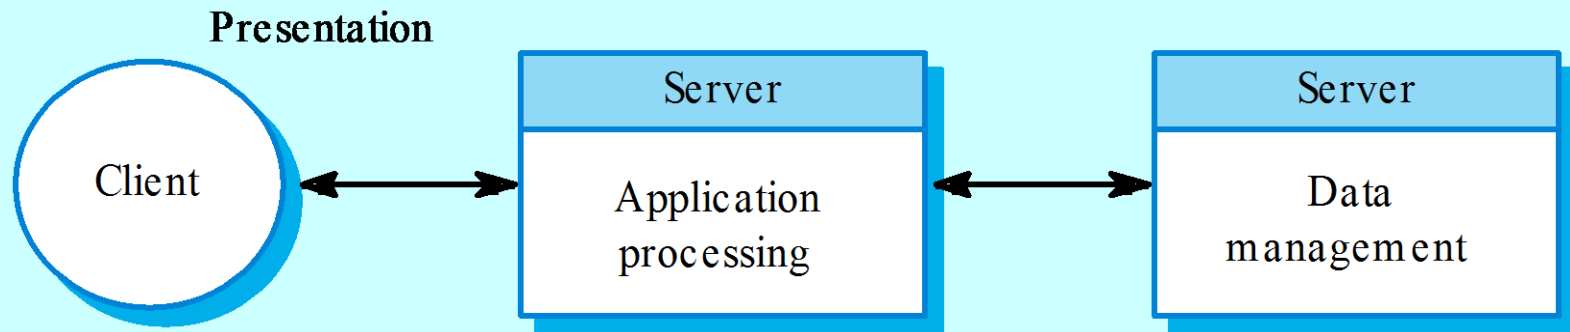 Presentation
Client
Server
Application
processing
Server
Data
management